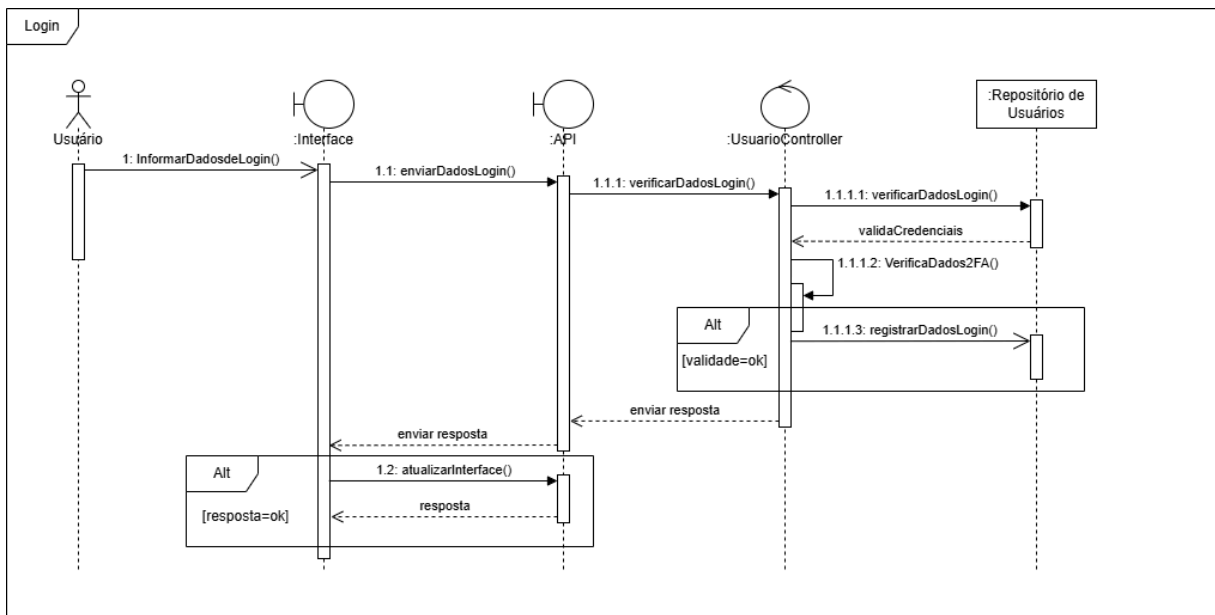 Login
:Repositório de
Usuários
Usuário
:Interface
:API
:UsuarioController
1: InformarDadosdeLogin()
1.1: enviarDadosLogin()
1.1.1: verificarDadosLogin()
1.1.1.1: verificarDadosLogin()
validaCredenciais
1.1.1.2: VerificaDados2FA()
Alt
1.1.1.3: registrarDadosLogin()
[validade=ok]
enviar resposta
enviar resposta
Alt
1.2: atualizarInterface()
[resposta=ok]
resposta